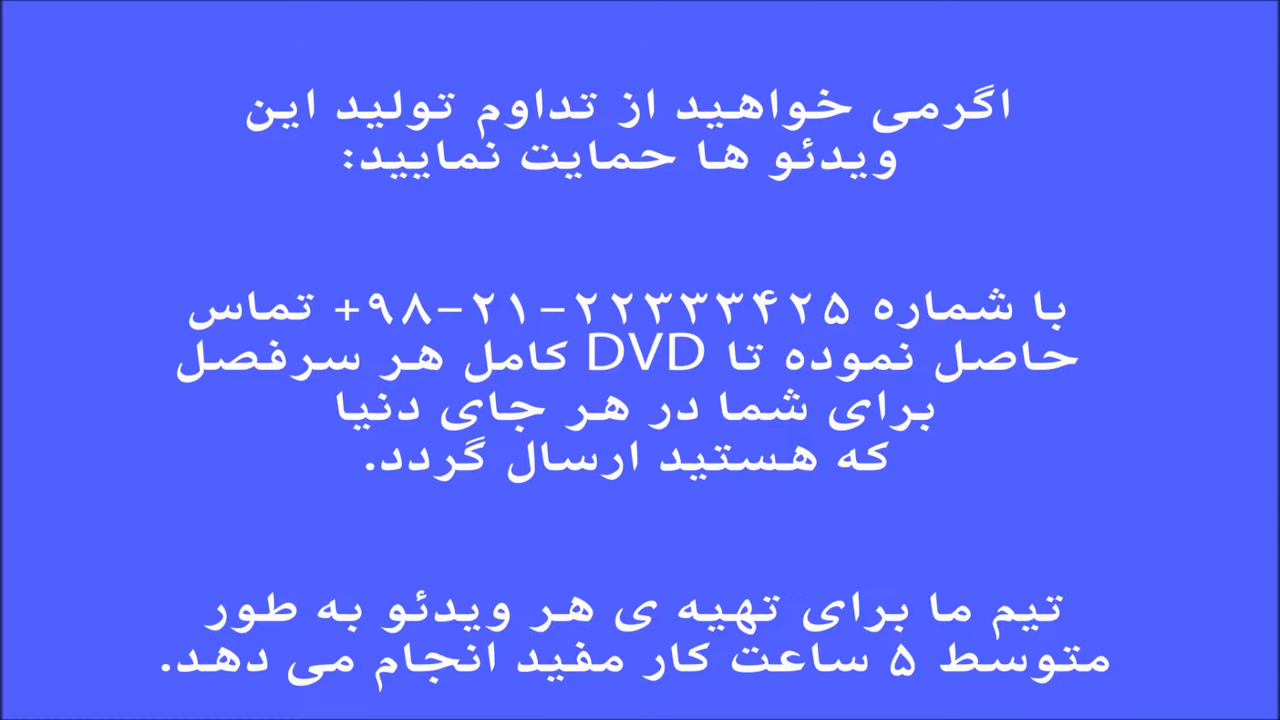 اگرمی خواهید از تداوم تولید این
ویدئو ها حمایت نمایید:
با شماره ۲۲۳۳۳۴۲۵-۲۱-۹۸+ تماس
حاصل نموده تا DVD کامل هر سرفصل
برای شما در هر جای دنیا
که هستید ارسال گردد.
تیم ما برای تهیه ی هر ویدئو به طور
متوسط ۵ ساعت کار مفید انجام می دهد.